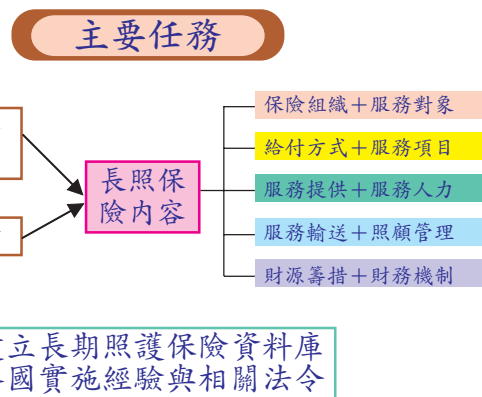 主要任務
保險組織＋服務對象
給付方式＋服務項目
長照保
險內容
服務提供＋服務人力
服務輸送＋照顧管理
財源籌措＋財務機制
立長期照護保險資料庫
國實施經驗與相關法令